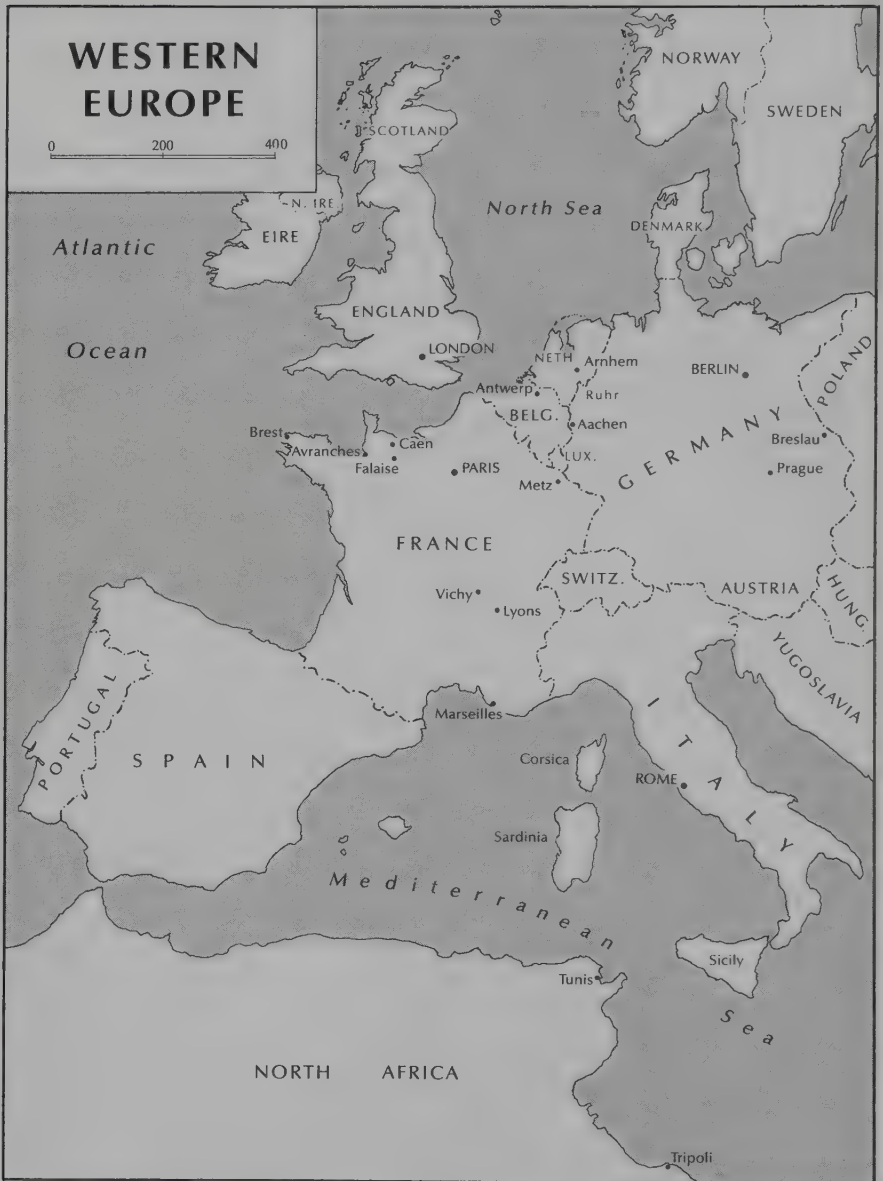 WESTERN
EUROPE
0 200 400
NORWAY
SWEDEN
SCOTLAND
N. IRE
North Sea
DENMARK
EIRE
Atlantic
Ocean
ENGLAND
LONDON
NETH
Arnhem
BERLIN
POLAND
Antwerp
Ruhr
BELG.
Aachen
GERMANY
Breslau
Brest
Avranches
Caen
Falaise
PARIS
LUX.
Metz
Prague
FRANCE
SWITZ.
AUSTRIA
HUNG.
Vichy
Lyons
YUGOSLAVIA
PORTUGAL
SPAIN
Marseilles
ITALY
Corsica
ROME
Sardinia
Mediterranean
Sea
Sicily
Tunis
NORTH AFRICA
Tripoli